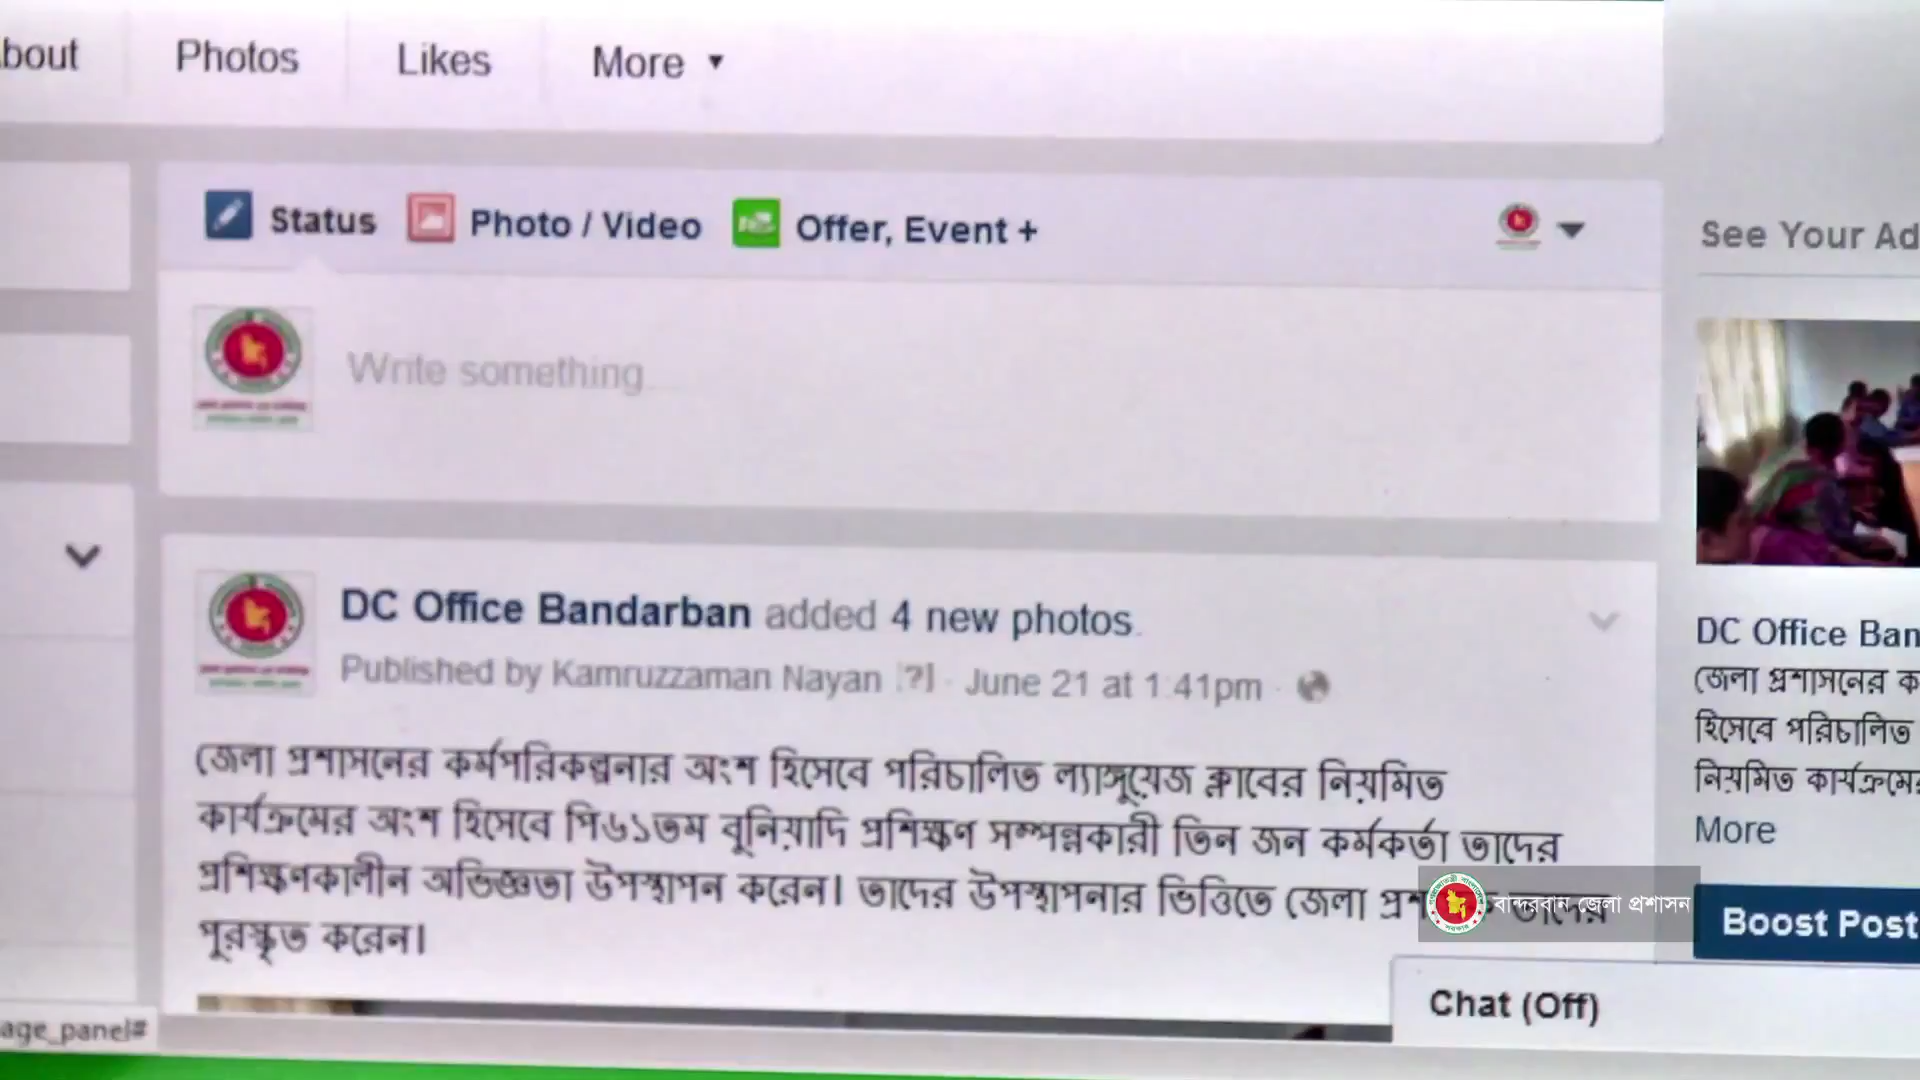 bout Photos Likes More
Status Photo / Video Offer, Event +
See Your Ad
Write something
DC Office Bandarban added 4 new photos.
Published by Kamruzzaman Nayan [?] · June 21 at 1:41pm ·
জেলা প্রশাসনের কর্মপরিকল্পনার অংশ হিসেবে পরিচালিত ল্যাঙ্গুয়েজ ক্লাবের নিয়মিত
কার্যক্রমের অংশ হিসেবে পি৬১তম বুনিয়াদি প্রশিক্ষণ সম্পন্নকারী তিন জন কর্মকর্তা তাদের
প্রশিক্ষণকালীন অভিজ্ঞতা উপস্থাপন করেন। তাদের উপস্থাপনার ভিত্তিতে জেলা তাদের
পুরস্কৃত করেন।
DC Office Ban
জেলা প্রশাসনের ক
হিসেবে পরিচালিত
নিয়মিত কার্যক্রমের
More
বান্দরবান জেলা প্রশাসন
Boost Post
Chat (Off)
age_panel#